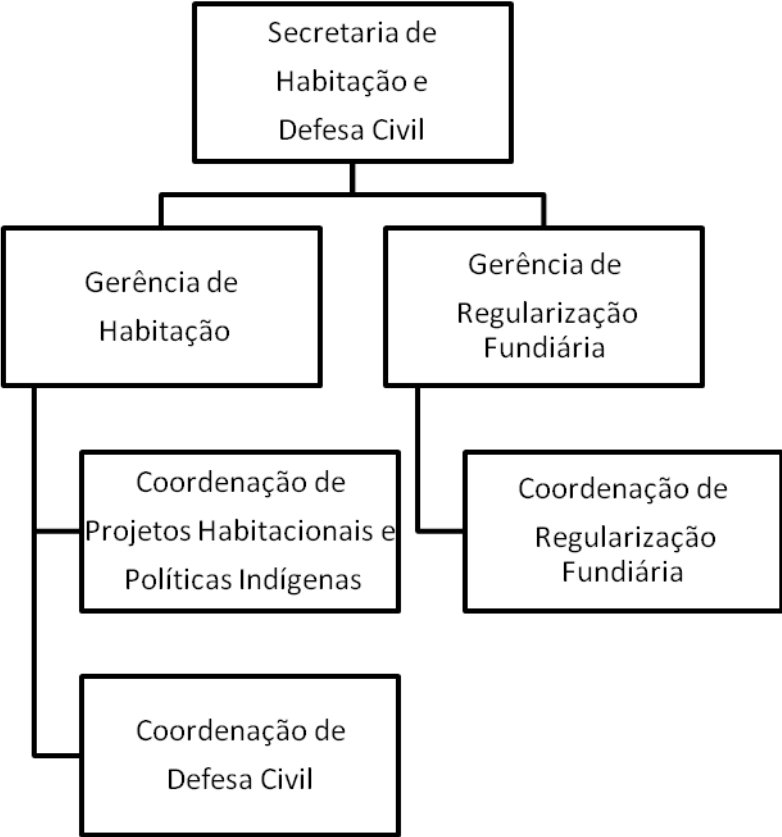 Secretaria de
Habitação e
Defesa Civil
Gerência de
Habitação
Gerência de
Regularização
Fundiária
Coordenação de
Projetos Habitacionais e
Políticas Indígenas
Coordenação de
Regularização
Fundiária
Coordenação de
Defesa Civil